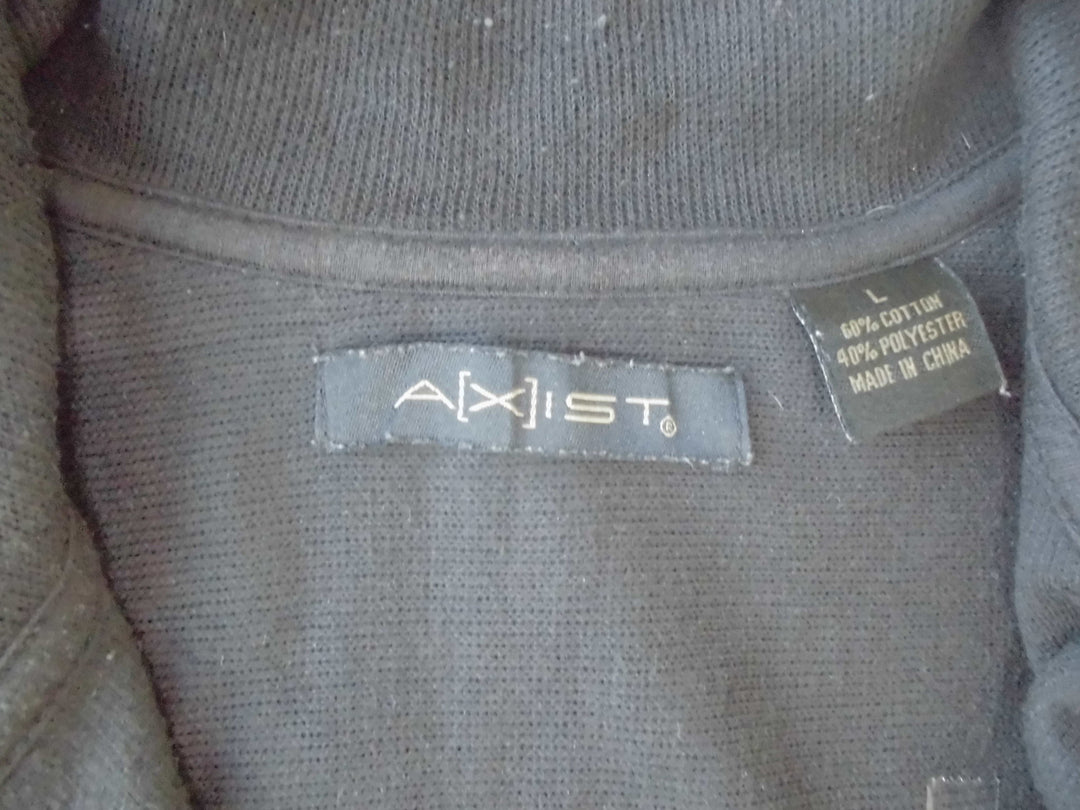 A[X]IST®
L
60% COTTON
40% POLYESTER
MADE IN CHINA